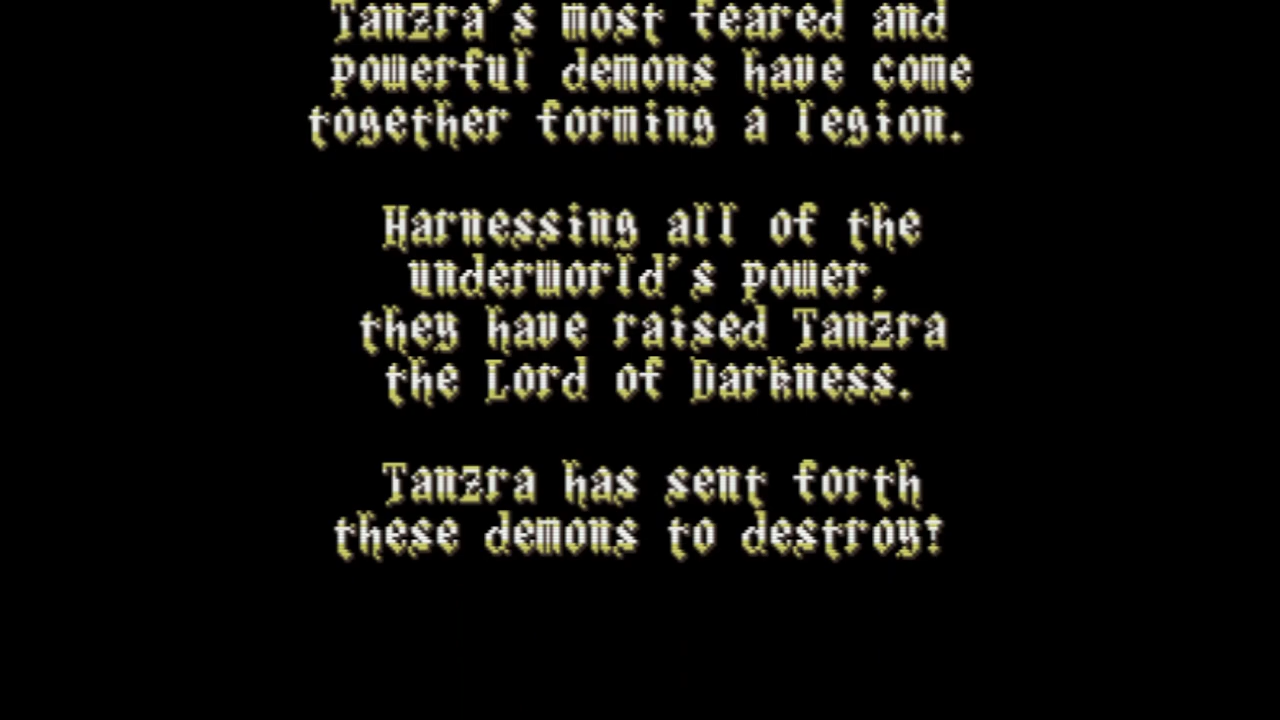 Tanzra's most feared and
powerful demons have come
together forming a legion.
Harnessing all of the
underworld's power,
they have raised Tanzra
the Lord of Darkness.
Tanzra has sent forth
these demons to destroy!